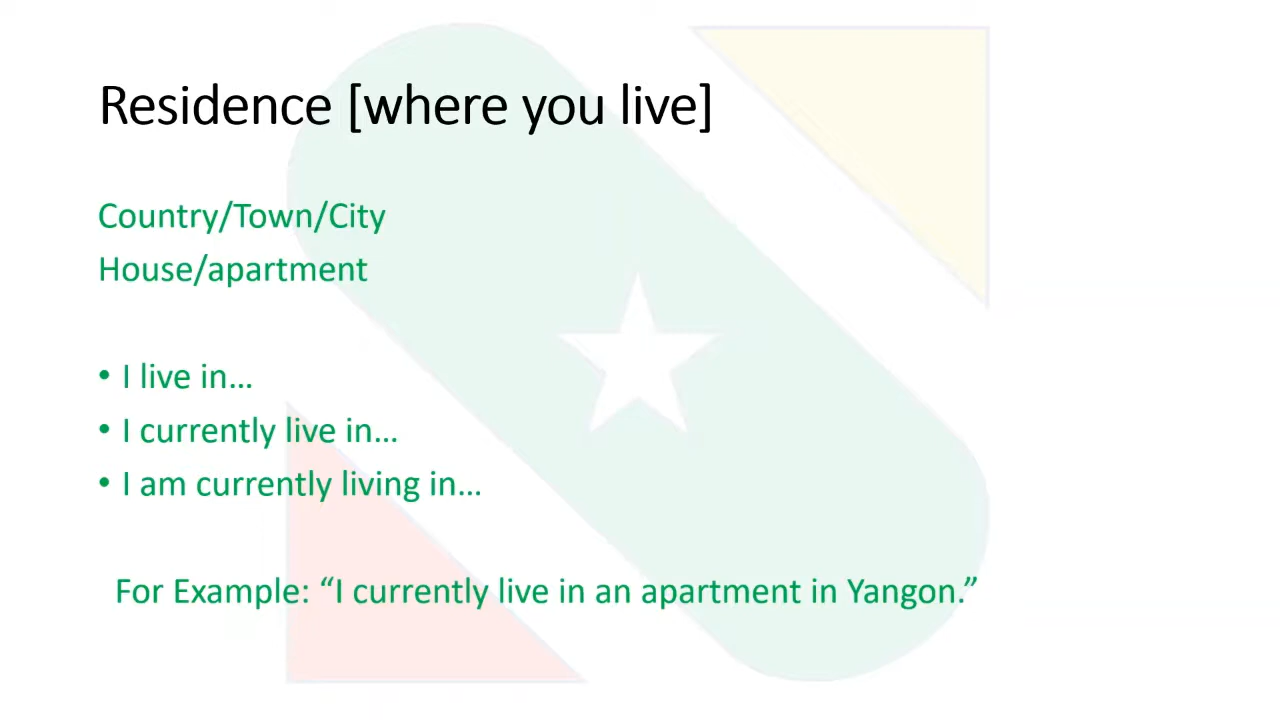 Residence [where you live]
Country/Town/City
House/apartment
• I live in…
• I currently live in…
• I am currently living in…
For Example: “I currently live in an apartment in Yangon.”